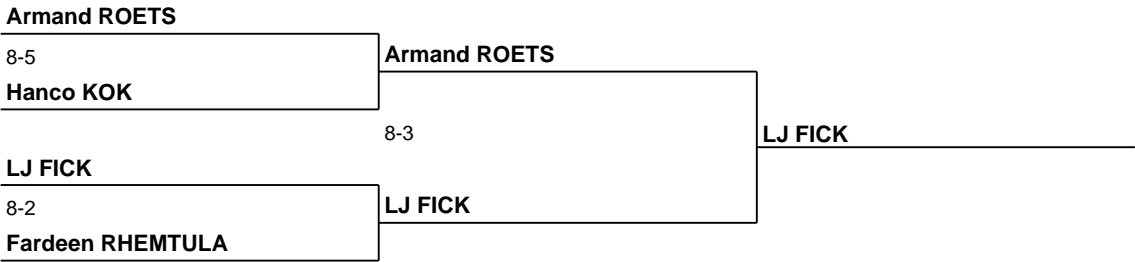 Armand ROETS
8-5
Armand ROETS
Hanco KOK
8-3
LJ FICK
LJ FICK
8-2
LJ FICK
Fardeen RHEMTULA